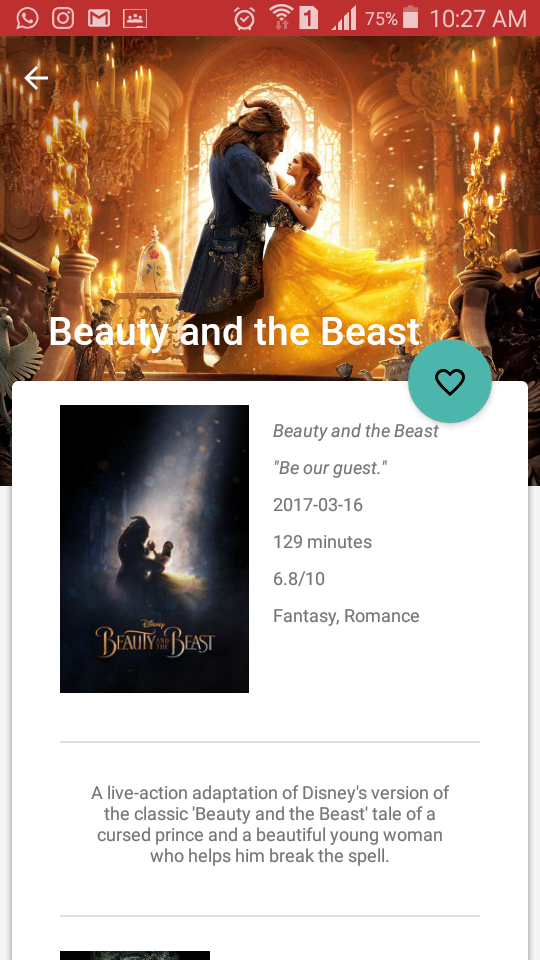 1 75% 10:27 AM
Beauty and the Beast
Beauty and the Beast
"Be our guest."
2017-03-16
129 minutes
6.8/10
Fantasy, Romance
Disney
BEAUTY AND THE BEAST
A live-action adaptation of Disney's version of
the classic 'Beauty and the Beast' tale of a
cursed prince and a beautiful young woman
who helps him break the spell.